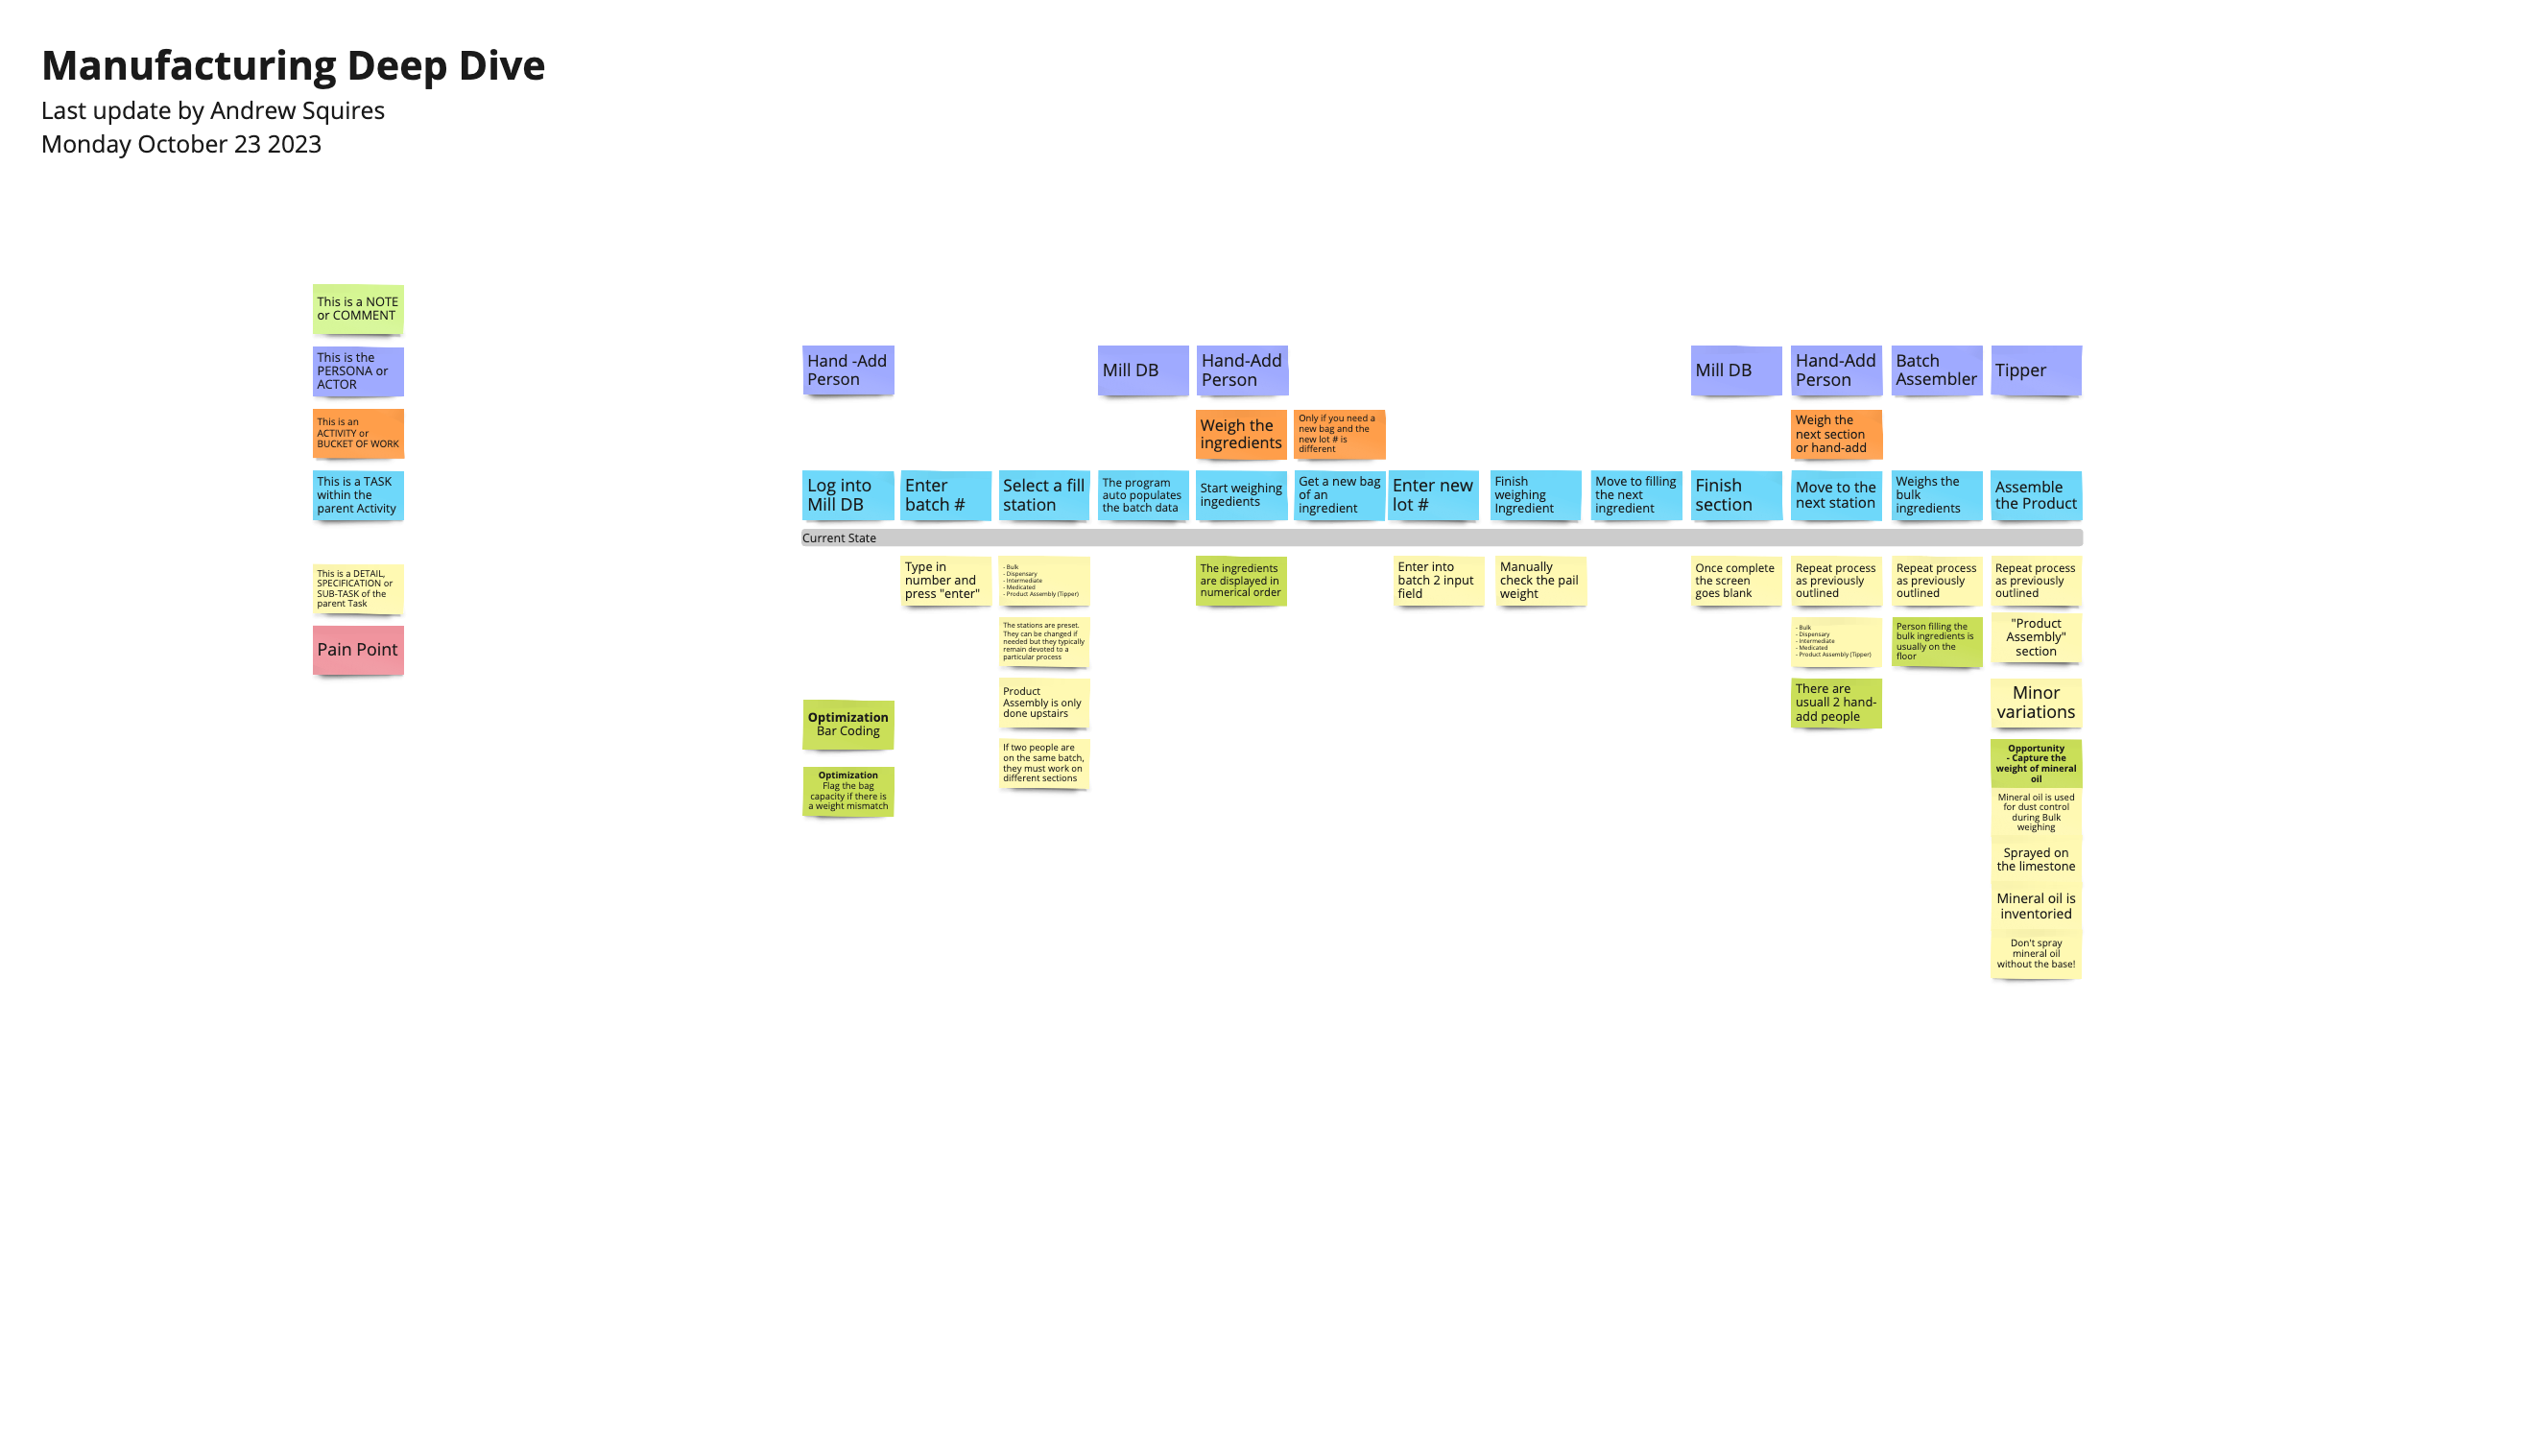 Manufacturing Deep Dive
Last update by Andrew Squires
Monday October 23 2023
This is a NOTE
or COMMENT
This is the
PERSONA or
ACTOR
This is an
ACTIVITY or
BUCKET OF WORK
This is a TASK
within the
parent Activity
This is a DETAIL,
SPECIFICATION or
SUB-TASK of the
parent Task
Pain Point
Hand -Add
Person
Mill DB
Hand-Add
Person
Mill DB
Hand-Add
Person
Batch
Assembler
Tipper
Weigh the
ingredients
Only if you need a
new bag and the
new lot # is
different
Weigh the
next section
or hand-add
Log into
Mill DB
Enter
batch #
Select a fill
station
The program
auto populates
the batch data
Start weighing
ingedients
Get a new bag
of an
ingredient
Enter new
lot #
Finish
weighing
Ingredient
Move to filling
the next
ingredient
Finish
section
Move to the
next station
Weighs the
bulk
ingredients
Assemble
the Product
Current State
Type in
number and
press "enter"
- Bulk
- Dispensary
- Intermediate
- Medicated
- Product Assembly (Tipper)
The ingredients
are displayed in
numerical order
Enter into
batch 2 input
field
Manually
check the pail
weight
Once complete
the screen
goes blank
Repeat process
as previously
outlined
Repeat process
as previously
outlined
Repeat process
as previously
outlined
The stations are preset.
They can be changed if
needed but they typically
remain devoted to a
particular process
- Bulk
- Dispensary
- Intermediate
- Medicated
- Product Assembly (Tipper)
Person filling the
bulk ingredients is
usually on the
floor
"Product
Assembly"
section
Optimization
Bar Coding
Product
Assembly is only
done upstairs
There are
usuall 2 hand-
add people
Minor
variations
Optimization
Flag the bag
capacity if there is
a weight mismatch
If two people are
on the same batch,
they must work on
different sections
Opportunity
- Capture the
weight of mineral
oil
Mineral oil is used
for dust control
during Bulk
weighing
Sprayed on
the limestone
Mineral oil is
inventoried
Don't spray
mineral oil
without the base!